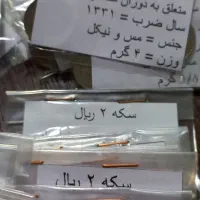 متعلق به دوران
سال ضرب = ۱۳۳۱
جنس = مس و نیکل
وزن = ۴ گرم
سکه ۲ ریال
سکه ۲ ریال